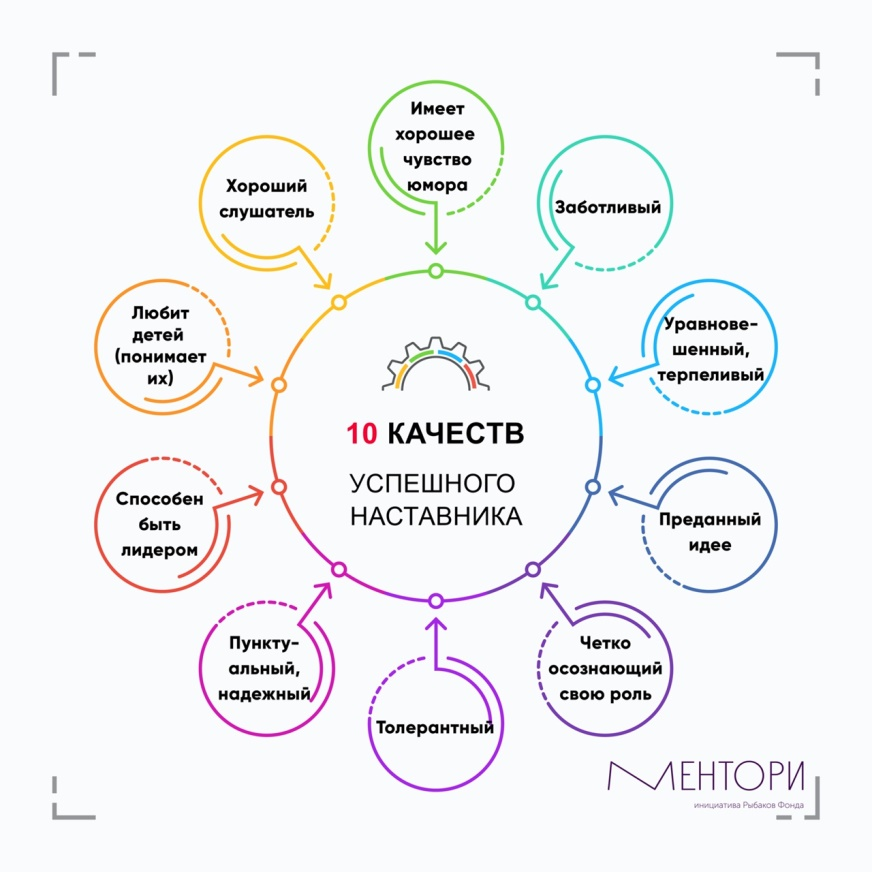 Имеет
хорошее
чувство
юмора
Заботливый
Уравнове-
шенный,
терпеливый
Преданный
идее
Четко
осознающий
свою роль
Толерантный
Пункту-
альный,
надежный
Способен
быть
лидером
Любит
детей
(понимает
их)
Хороший
слушатель
10 КАЧЕСТВ
УСПЕШНОГО
НАСТАВНИКА
МЕНТОРИ
инициатива Рыбаков Фонда